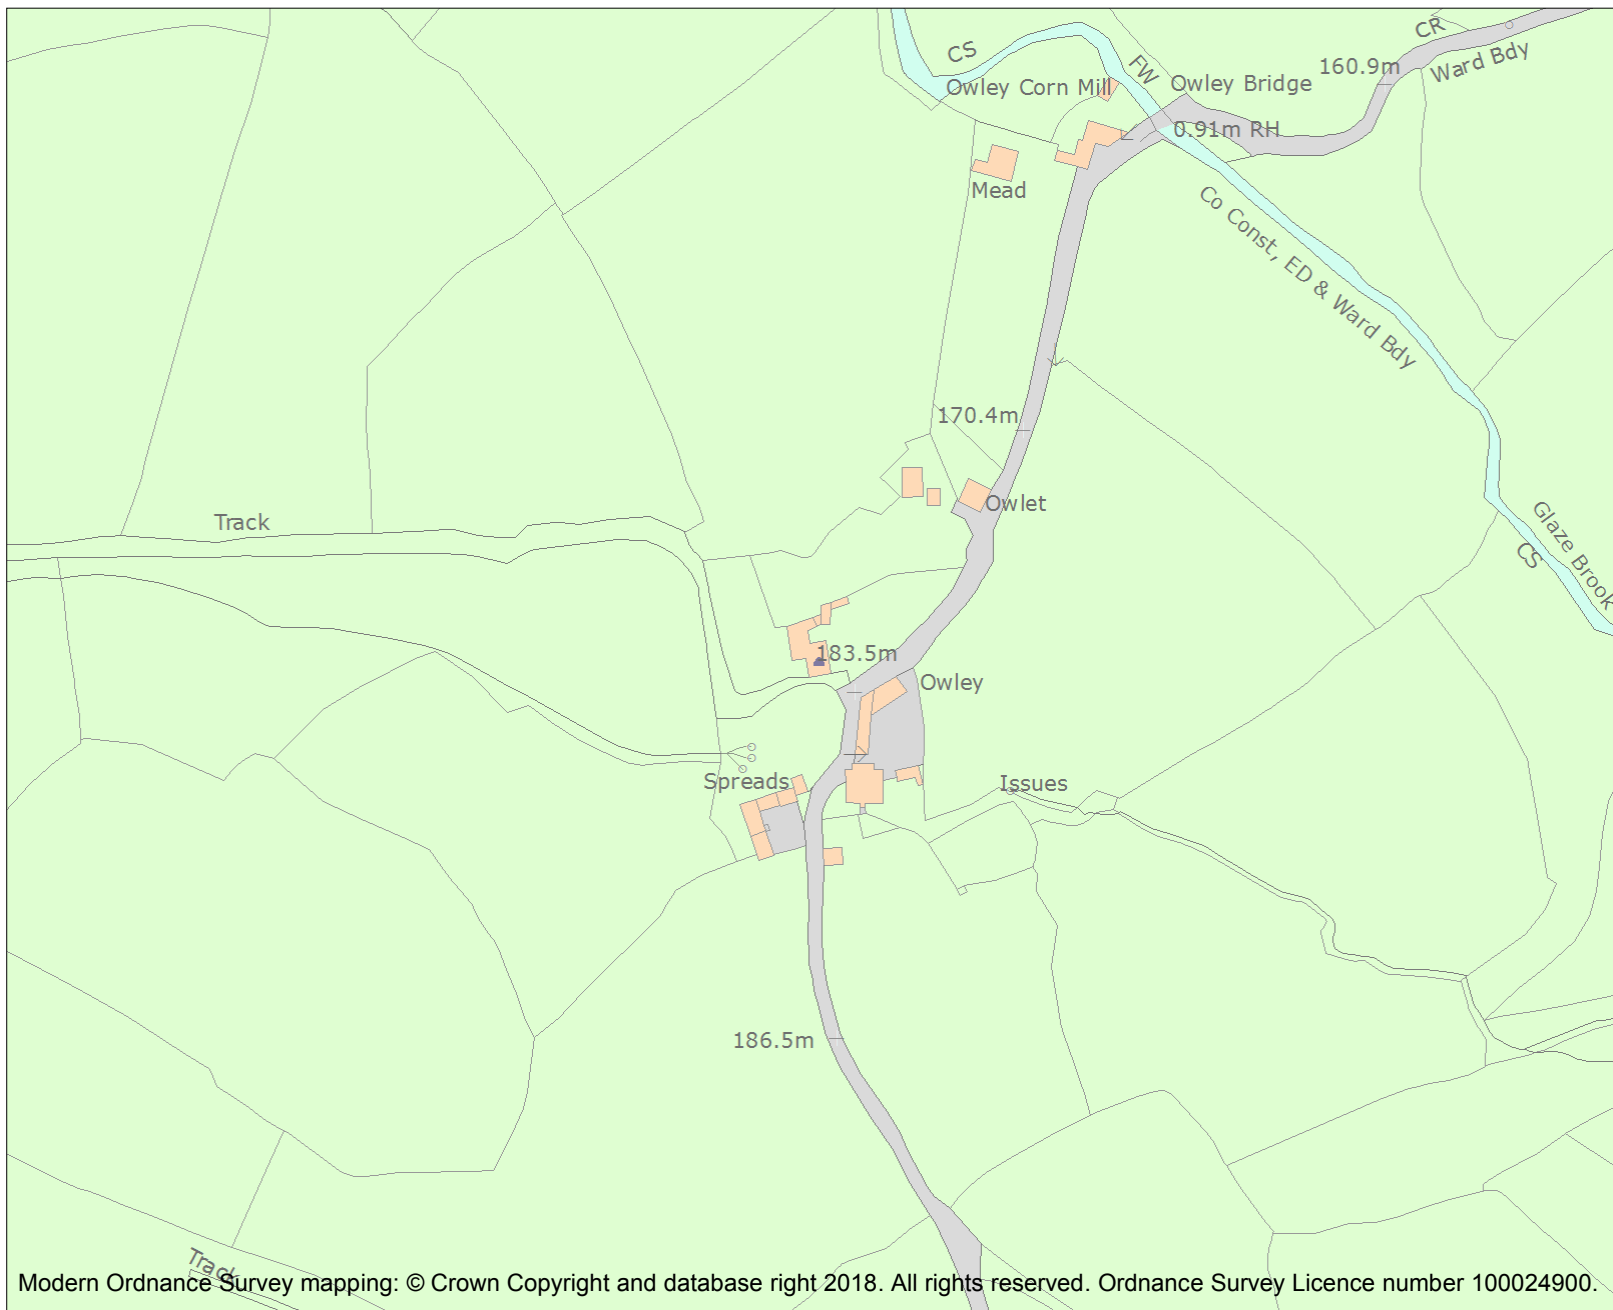 CR
CS
FW
160.9m
Ward Bdy
Owley Corn Mill
Owley Bridge
0.91m RH
Mead
Co Const, ED & Ward Bdy
170.4m
Owlet
Track
Glaze Brook
CS
183.5m
Owley
Spreads
Issues
186.5m
Track
Modern Ordnance Survey mapping: © Crown Copyright and database right 2018. All rights reserved. Ordnance Survey Licence number 100024900.